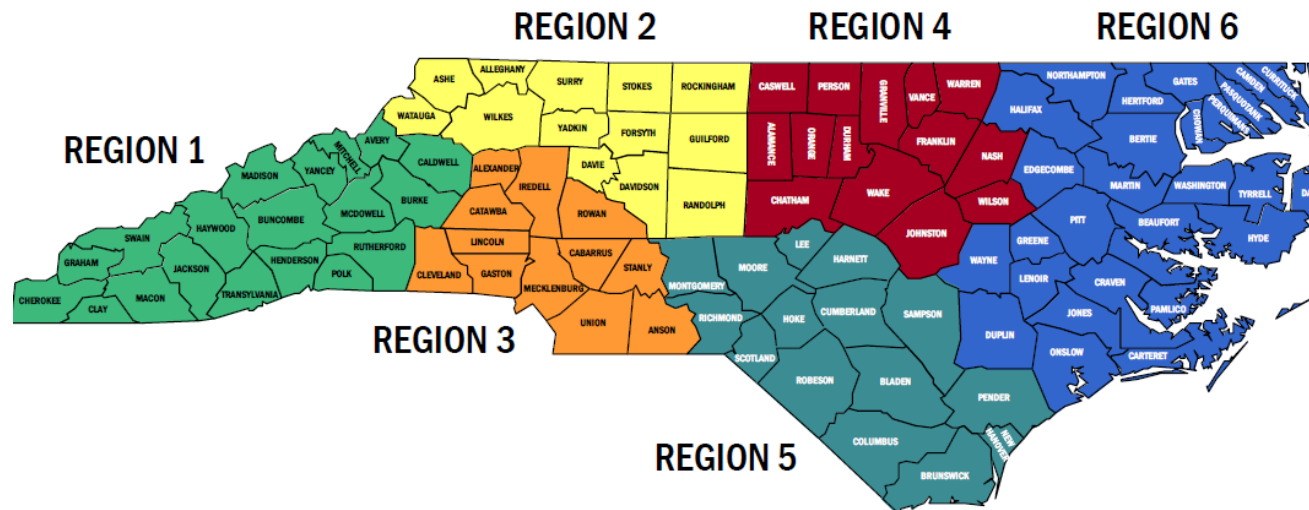 REGION 2
REGION 4
REGION 6
REGION 1
REGION 3
REGION 5
ASHE
ALLEGHANY
SURRY
STOKES
ROCKINGHAM
WATAUGA
WILKES
YADKIN
FORSYTH
GUILFORD
DAVIE
DAVIDSON
RANDOLPH
CASWELL
PERSON
GRANVILLE
VANCE
WARREN
ALAMANCE
ORANGE
DURHAM
FRANKLIN
NASH
CHATHAM
WAKE
WILSON
JOHNSTON
NORTHAMPTON
GATES
CAMDEN
CURRITUCK
PASQUOTANK
PERQUIMANS
HERTFORD
CHOWAN
HALIFAX
BERTIE
EDGECOMBE
MARTIN
WASHINGTON
TYRRELL
DA
PITT
BEAUFORT
HYDE
GREENE
WAYNE
LENOIR
CRAVEN
PAMLICO
JONES
DUPLIN
ONSLOW
CARTERET
MADISON
YANCEY
MITCHELL
AVERY
CALDWELL
BURKE
MCDOWELL
BUNCOMBE
HAYWOOD
SWAIN
GRAHAM
JACKSON
HENDERSON
RUTHERFORD
POLK
TRANSYLVANIA
MACON
CHEROKEE
CLAY
ALEXANDER
IREDELL
CATAWBA
ROWAN
LINCOLN
CLEVELAND
GASTON
CABARRUS
STANLY
MECKLENBURG
UNION
ANSON
LEE
MOORE
HARNETT
MONTGOMERY
RICHMOND
HOKE
CUMBERLAND
SAMPSON
SCOTLAND
ROBESON
BLADEN
PENDER
NEW
HANOVER
COLUMBUS
BRUNSWICK